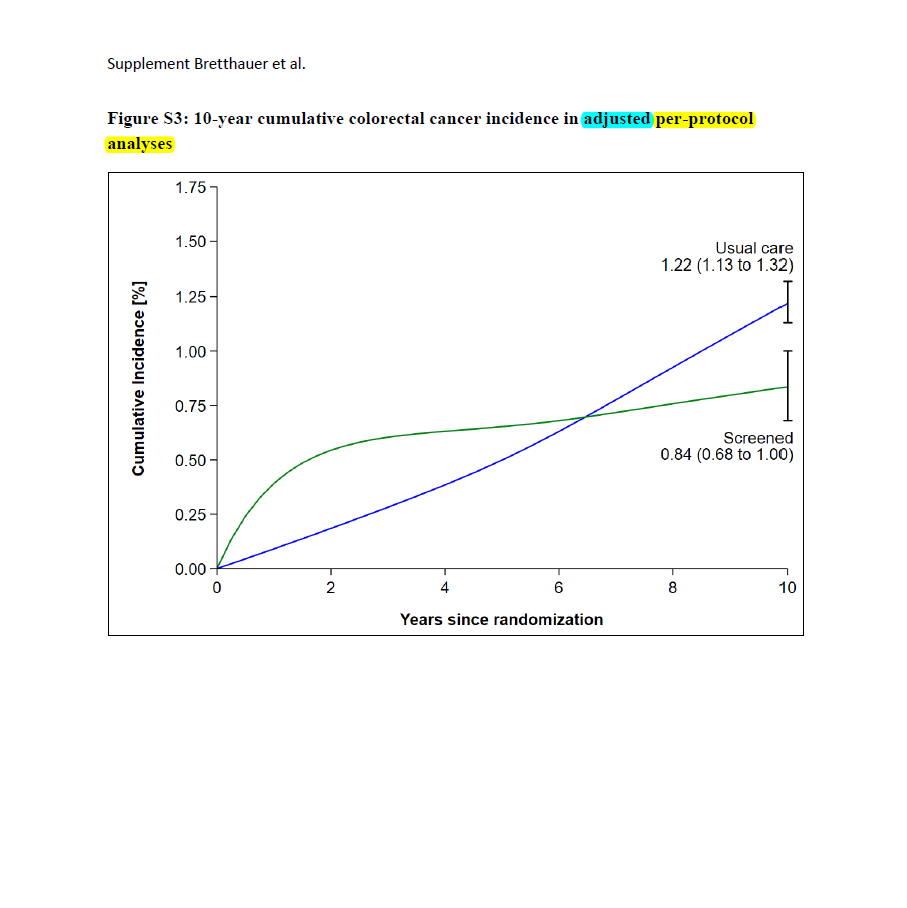 Supplement Bretthauer et al.
Figure S3: 10-year cumulative colorectal cancer incidence in adjusted per-protocol
analyses
1.75
1.50
1.25
1.00
0.75
0.50
0.25
0.00
Cumulative Incidence [%]
Usual care
1.22 (1.13 to 1.32)
Screened
0.84 (0.68 to 1.00)
0 2 4 6 8 10
Years since randomization